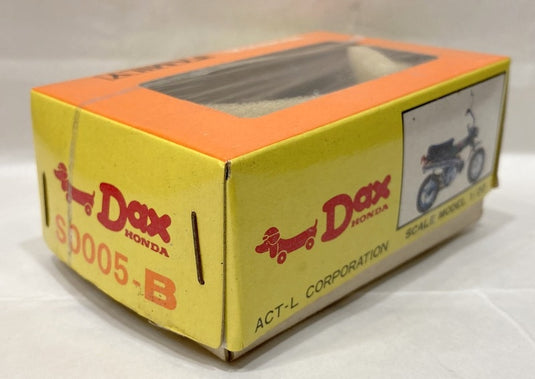 Dax
HONDA
S0005-B
Dax
HONDA
ACT-L CORPORATION SCALE MODEL